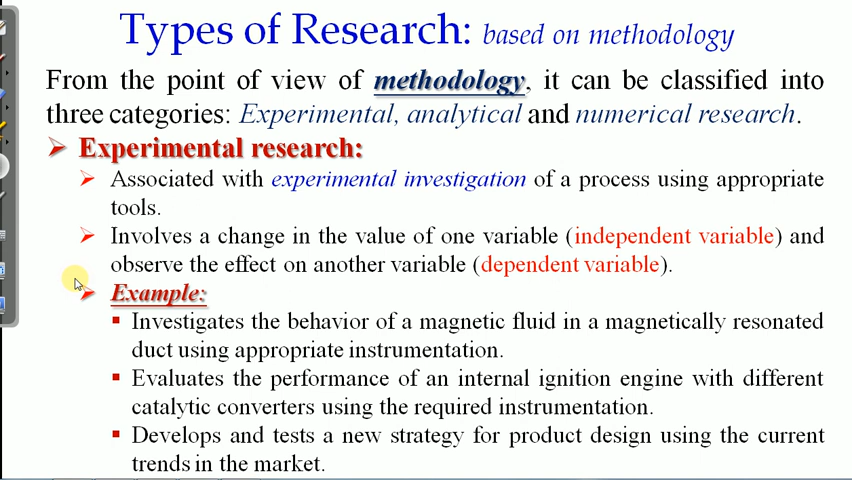 Types of Research: based on methodology
From the point of view of methodology, it can be classified into
three categories: Experimental, analytical and numerical research.
Experimental research:
Associated with experimental investigation of a process using appropriate
tools.
Involves a change in the value of one variable (independent variable) and
observe the effect on another variable (dependent variable).
Example:
Investigates the behavior of a magnetic fluid in a magnetically resonated
duct using appropriate instrumentation.
Evaluates the performance of an internal ignition engine with different
catalytic converters using the required instrumentation.
Develops and tests a new strategy for product design using the current
trends in the market.